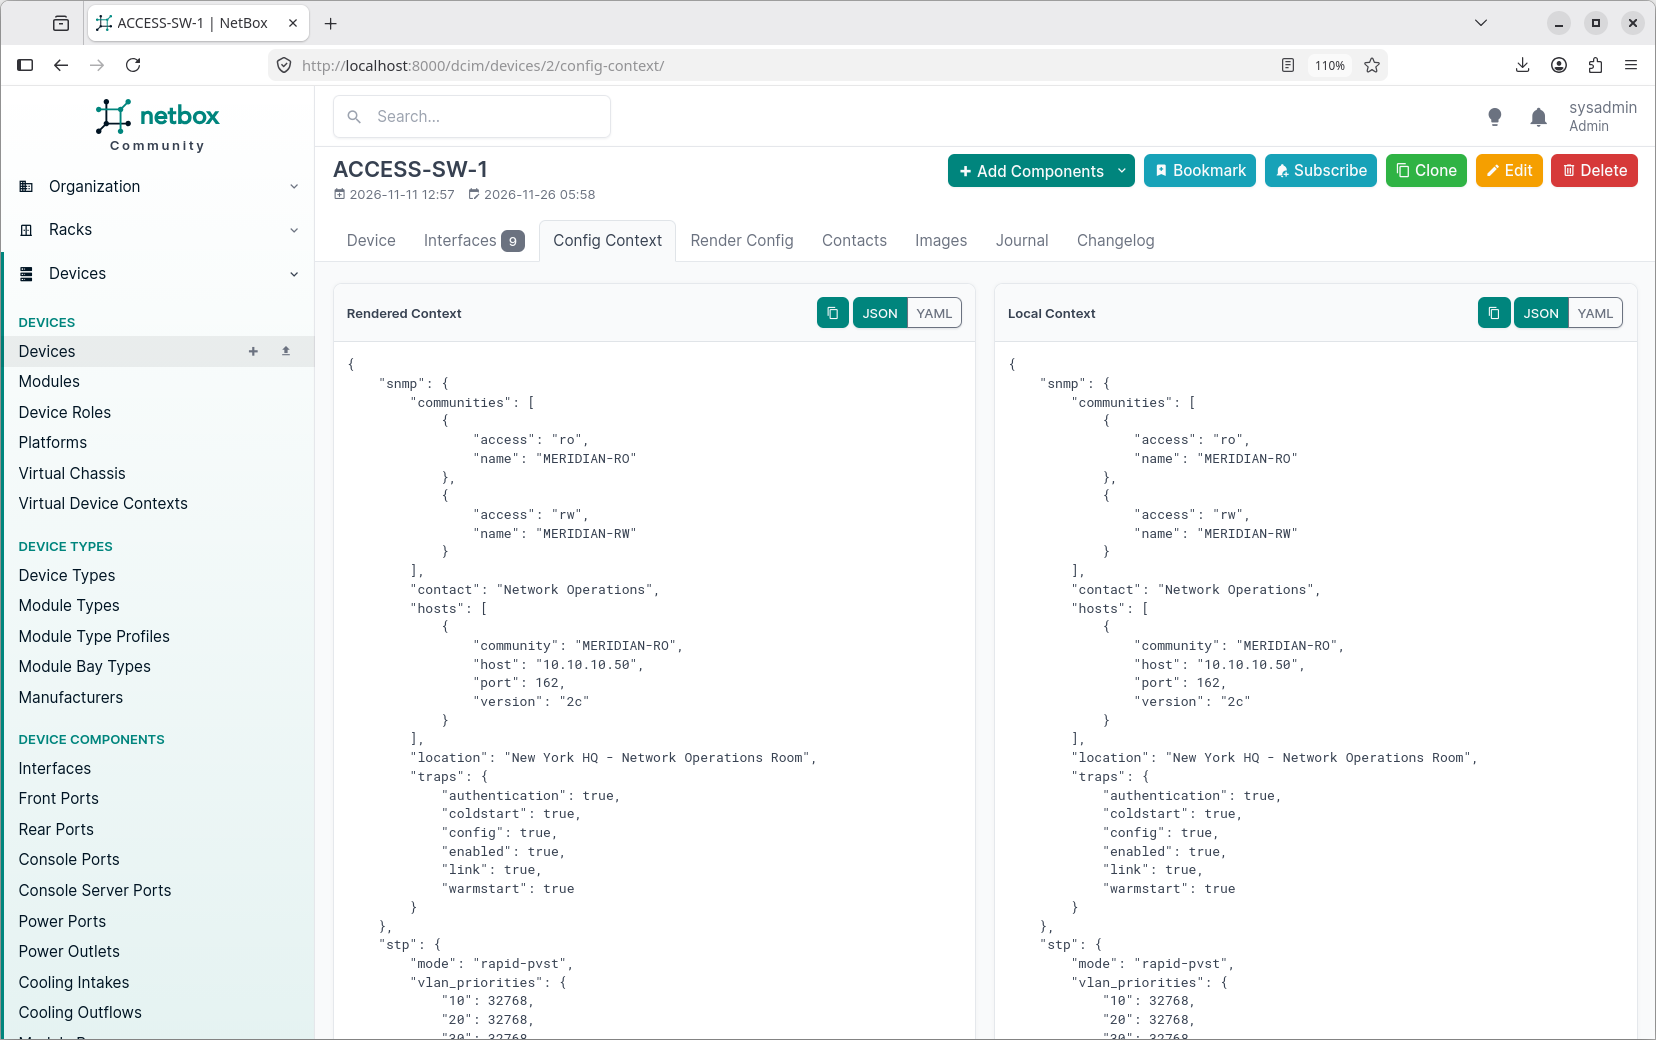 ACCESS-SW-1 | NetBox
http://localhost:8000/dcim/devices/2/config-context/
110%
netbox
Community
Search...
sysadmin
Admin
Organization
Racks
Devices
DEVICES
Devices
Modules
Device Roles
Platforms
Virtual Chassis
Virtual Device Contexts
DEVICE TYPES
Device Types
Module Types
Module Type Profiles
Module Bay Types
Manufacturers
DEVICE COMPONENTS
Interfaces
Front Ports
Rear Ports
Console Ports
Console Server Ports
Power Ports
Power Outlets
Cooling Intakes
Cooling Outflows
ACCESS-SW-1
2026-11-11 12:57 2026-11-26 05:58
+ Add Components
Bookmark
Subscribe
Clone
Edit
Delete
Device Interfaces 9 Config Context Render Config Contacts Images Journal Changelog
Rendered Context JSON YAML
{
    "snmp": {
        "communities": [
            {
                "access": "ro",
                "name": "MERIDIAN-RO"
            },
            {
                "access": "rw",
                "name": "MERIDIAN-RW"
            }
        ],
        "contact": "Network Operations",
        "hosts": [
            {
                "community": "MERIDIAN-RO",
                "host": "10.10.10.50",
                "port": 162,
                "version": "2c"
            }
        ],
        "location": "New York HQ - Network Operations Room",
        "traps": {
            "authentication": true,
            "coldstart": true,
            "config": true,
            "enabled": true,
            "link": true,
            "warmstart": true
        }
    },
    "stp": {
        "mode": "rapid-pvst",
        "vlan_priorities": {
            "10": 32768,
            "20": 32768,
            "30": 32768,
Local Context JSON YAML
{
    "snmp": {
        "communities": [
            {
                "access": "ro",
                "name": "MERIDIAN-RO"
            },
            {
                "access": "rw",
                "name": "MERIDIAN-RW"
            }
        ],
        "contact": "Network Operations",
        "hosts": [
            {
                "community": "MERIDIAN-RO",
                "host": "10.10.10.50",
                "port": 162,
                "version": "2c"
            }
        ],
        "location": "New York HQ - Network Operations Room",
        "traps": {
            "authentication": true,
            "coldstart": true,
            "config": true,
            "enabled": true,
            "link": true,
            "warmstart": true
        }
    },
    "stp": {
        "mode": "rapid-pvst",
        "vlan_priorities": {
            "10": 32768,
            "20": 32768,
            "30": 32768,